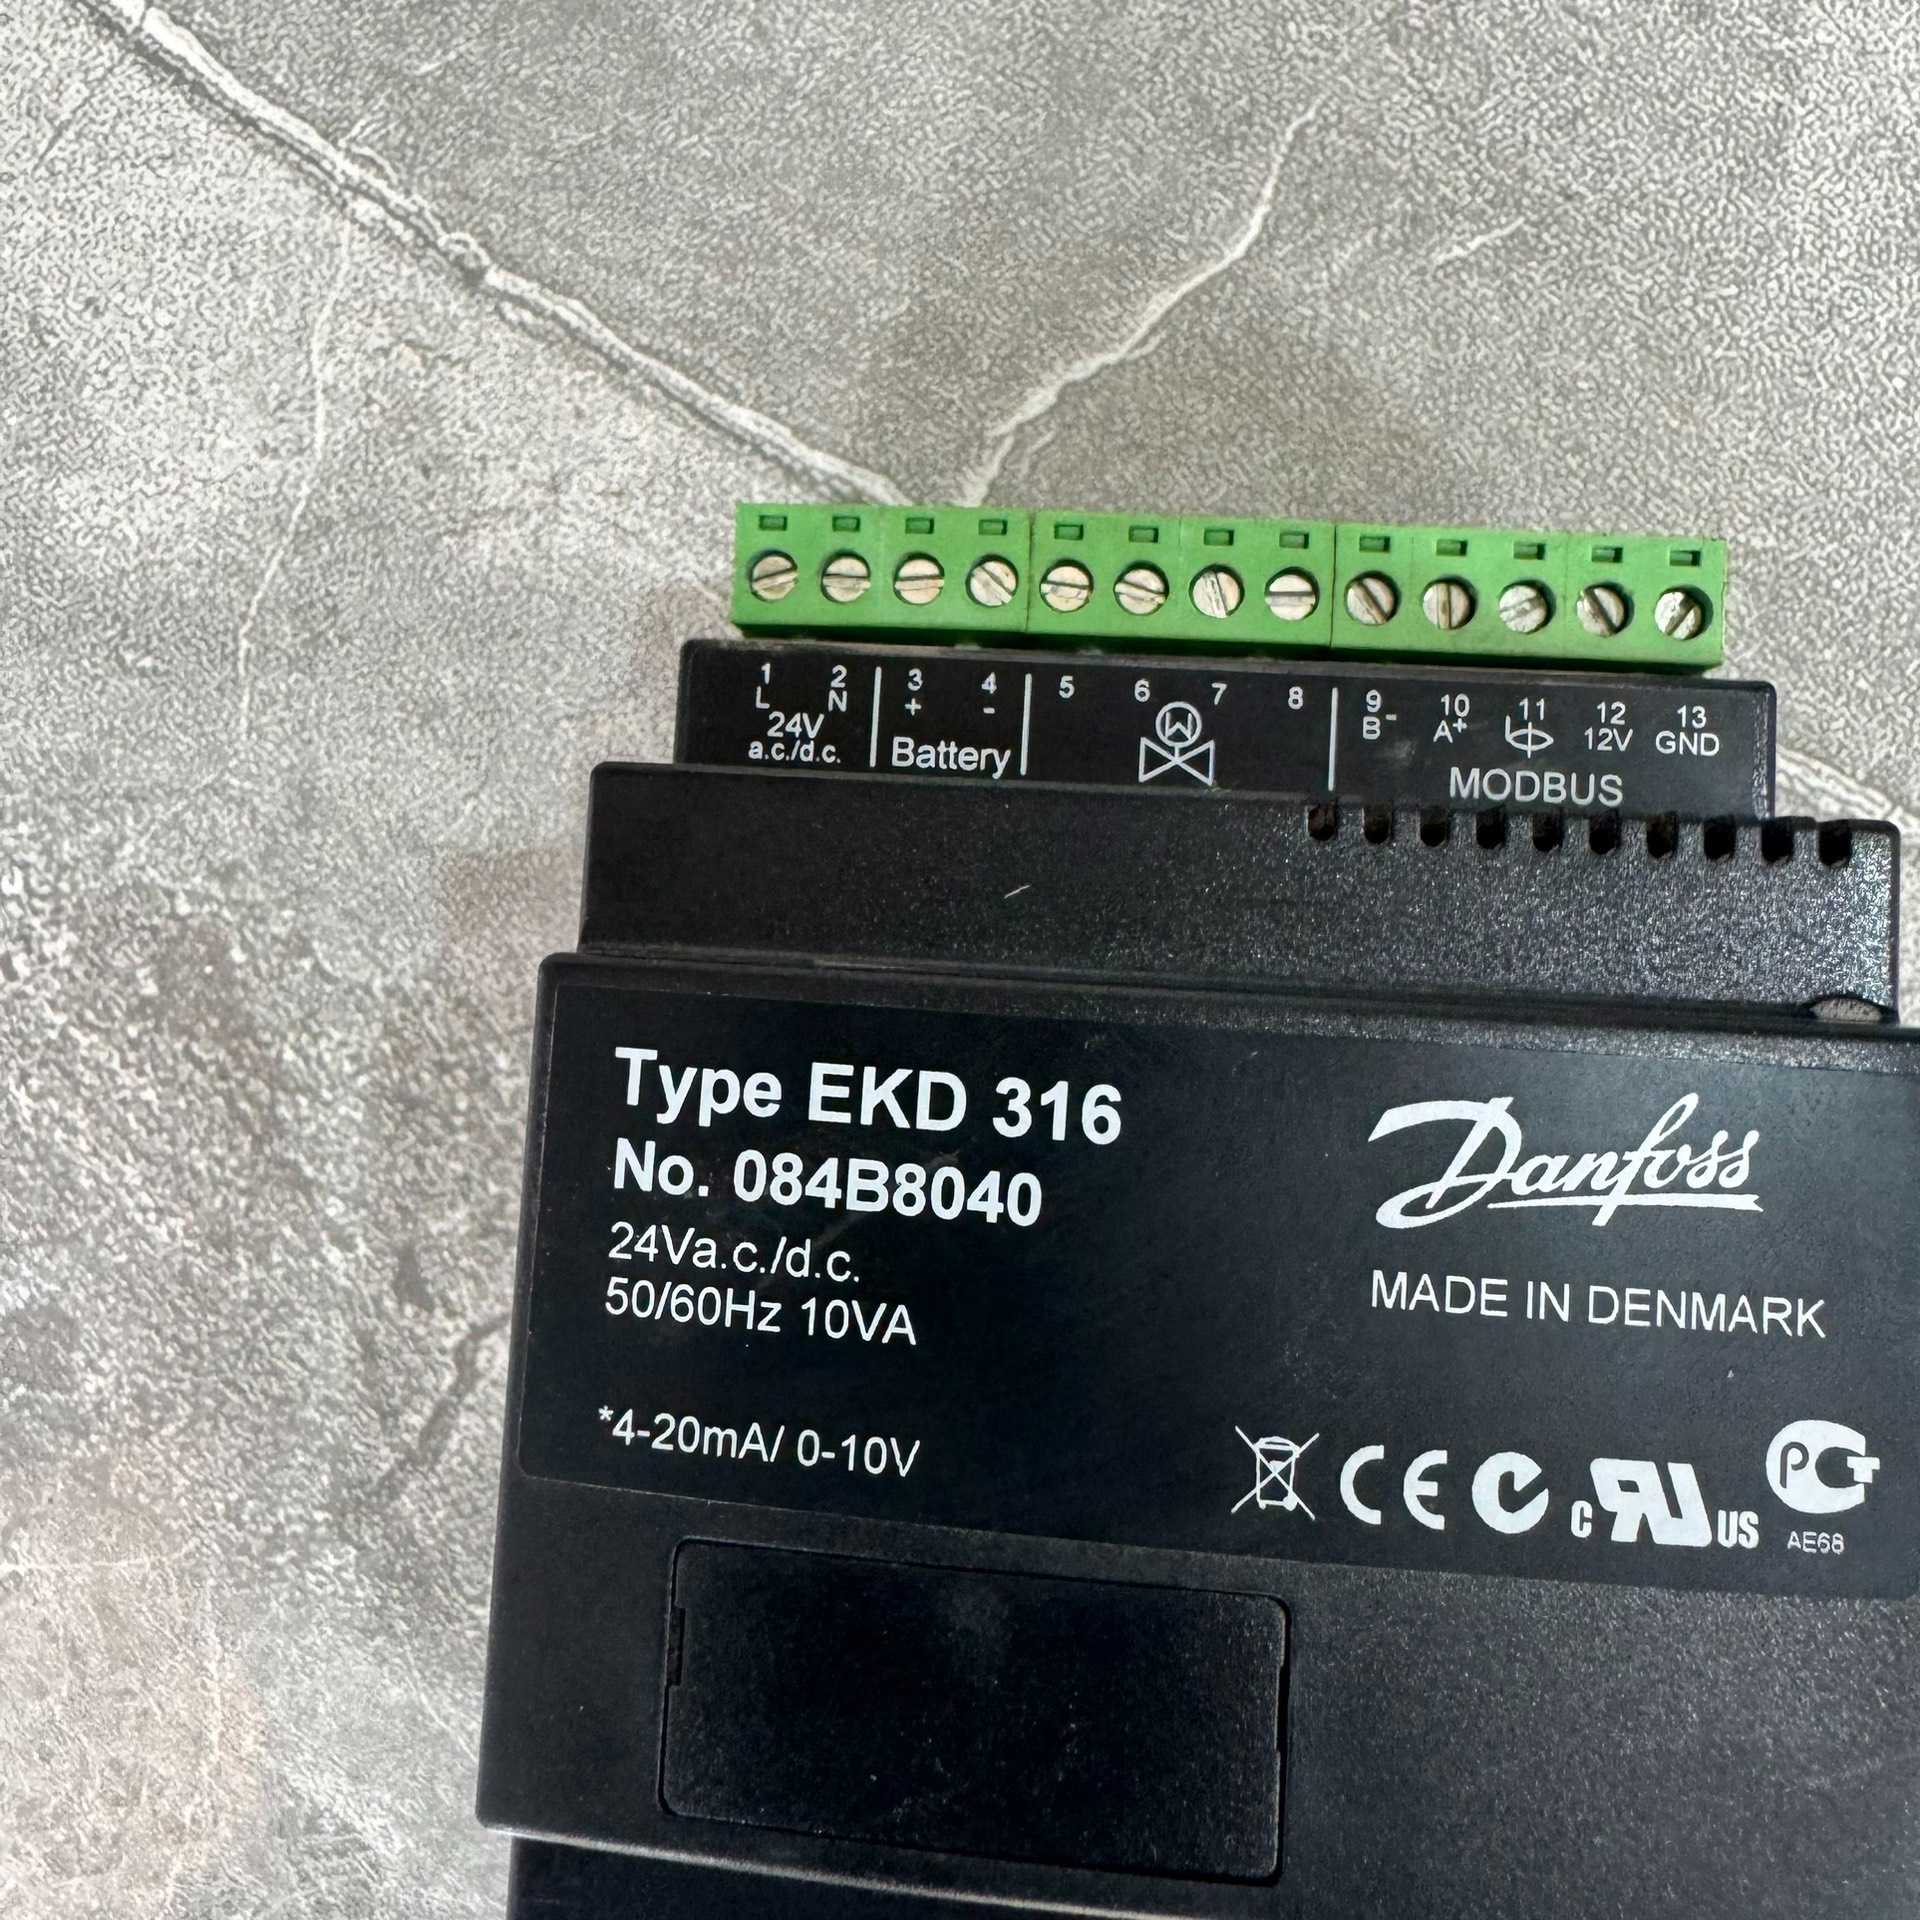 1 2 3 4 5 6 7 8 9 10 11 12 13
L N + - B- A+ 12V GND
24V
a.c./d.c. Battery MODBUS
Type EKD 316
No. 084B8040
24Va.c./d.c.
50/60Hz 10VA
*4-20mA/ 0-10V
Danfoss
MADE IN DENMARK
CE c RU US PCT
AE68